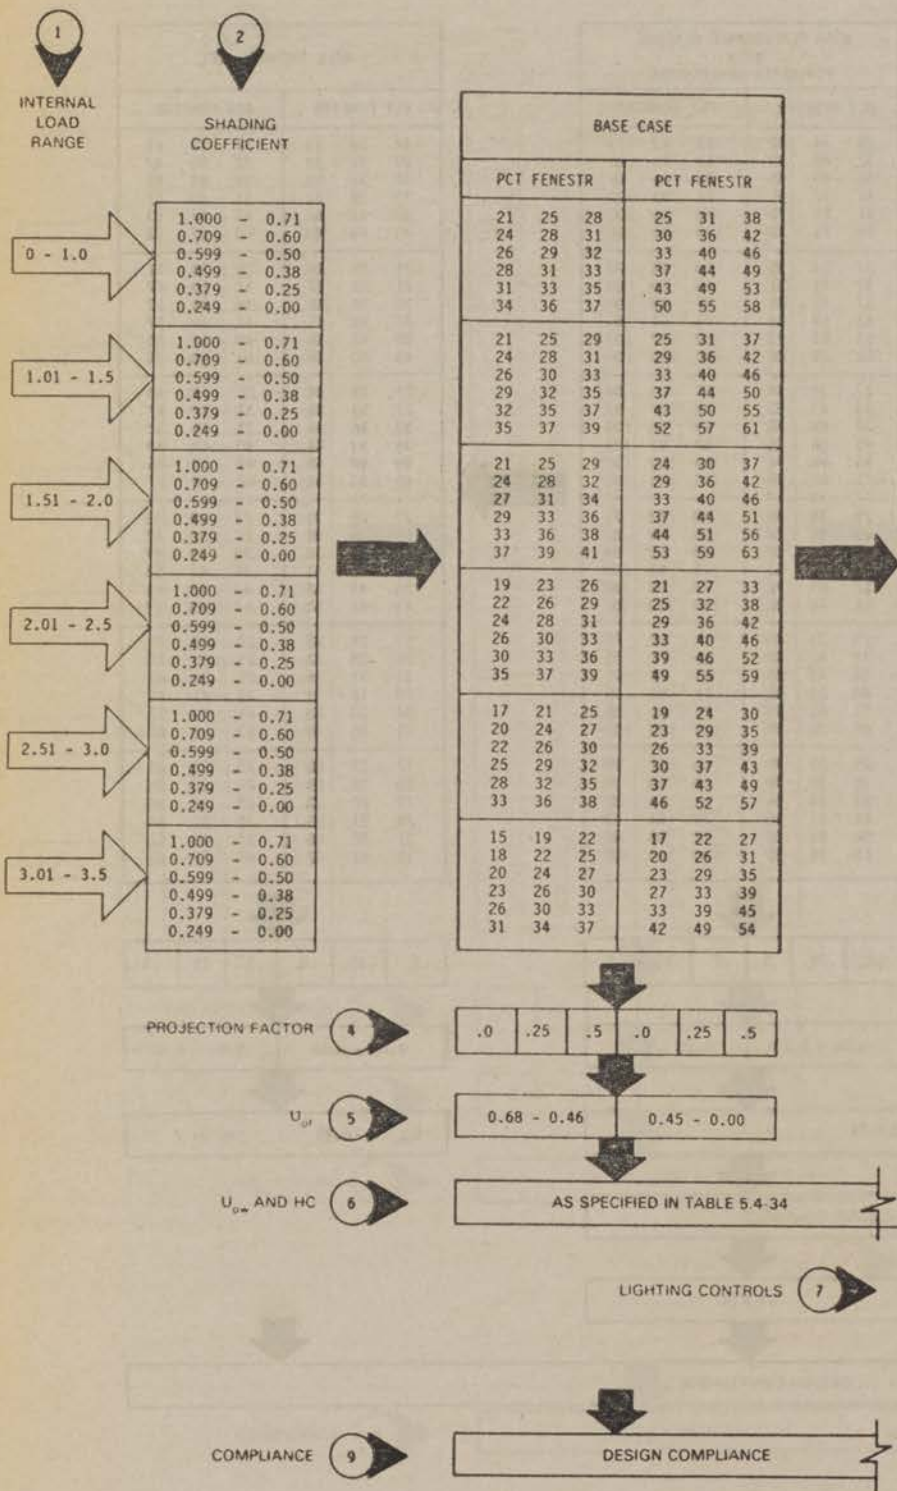 1 2
INTERNAL
LOAD
RANGE
SHADING
COEFFICIENT
BASE CASE
PCT FENESTR PCT FENESTR
0 - 1.0
1.000 - 0.71 21 25 28 25 31 38
0.709 - 0.60 24 28 31 30 36 42
0.599 - 0.50 26 29 32 33 40 46
0.499 - 0.38 28 31 33 37 44 49
0.379 - 0.25 31 33 35 43 49 53
0.249 - 0.00 34 36 37 50 55 58
1.01 - 1.5
1.000 - 0.71 21 25 29 25 31 37
0.709 - 0.60 24 28 31 29 36 42
0.599 - 0.50 26 30 33 33 40 46
0.499 - 0.38 29 32 35 37 44 50
0.379 - 0.25 32 35 37 43 50 55
0.249 - 0.00 35 37 39 52 57 61
1.51 - 2.0
1.000 - 0.71 21 25 29 24 30 37
0.709 - 0.60 24 28 32 29 36 42
0.599 - 0.50 27 31 34 33 40 46
0.499 - 0.38 29 33 36 37 44 51
0.379 - 0.25 33 36 38 44 51 56
0.249 - 0.00 37 39 41 53 59 63
2.01 - 2.5
1.000 - 0.71 19 23 26 21 27 33
0.709 - 0.60 22 26 29 25 32 38
0.599 - 0.50 24 28 31 29 36 42
0.499 - 0.38 26 30 33 33 40 46
0.379 - 0.25 30 33 36 39 46 52
0.249 - 0.00 35 37 39 49 55 59
2.51 - 3.0
1.000 - 0.71 17 21 25 19 24 30
0.709 - 0.60 20 24 27 23 29 35
0.599 - 0.50 22 26 30 26 33 39
0.499 - 0.38 25 29 32 30 37 43
0.379 - 0.25 28 32 35 37 43 49
0.249 - 0.00 33 36 38 46 52 57
3.01 - 3.5
1.000 - 0.71 15 19 22 17 22 27
0.709 - 0.60 18 22 25 20 26 31
0.599 - 0.50 20 24 27 23 29 35
0.499 - 0.38 23 26 30 27 33 39
0.379 - 0.25 26 30 33 33 39 45
0.249 - 0.00 31 34 37 42 49 54
PROJECTION FACTOR 4 .0 .25 .5 .0 .25 .5
U_of 5 0.68 - 0.46 0.45 - 0.00
U_ow AND HC 6 AS SPECIFIED IN TABLE 5.4-34
LIGHTING CONTROLS 7
COMPLIANCE 9 DESIGN COMPLIANCE